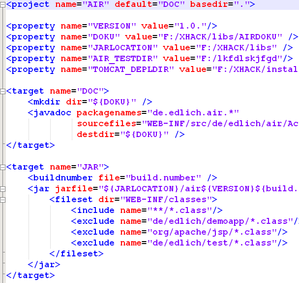 <project name="AIR" default="DOC" basedir=".">
<property name="VERSION" value="1.0."/>
<property name="DOKU" value="F:/XHACK/libs/AIRDOKU" />
<property name="JARLOCATION" value="F:/XHACK/libs" />
<property name="AIR_TESTDIR" value="F:/lkfdlskjfgd"/>
<property name="TOMCAT_DEPLDIR" value="F:/XHACK/instal
<target name="DOC">
<mkdir dir="${DOKU}" />
<javadoc packagenames="de.edlich.air.*"
sourcefiles="WEB-INF/src/de/edlich/air/Ac
destdir="${DOKU}" />
</target>
<target name="JAR">
<buildnumber file="build.number" />
<jar jarfile="${JARLOCATION}/air${VERSION}${build.
<fileset dir="WEB-INF/classes">
<include name="**/*.class"/>
<exclude name="de/edlich/demoapp/*.class"/
<exclude name="org/apache/jsp/*.class"/>
<exclude name="de/edlich/test/*.class"/>
</fileset>
</jar>
</target>